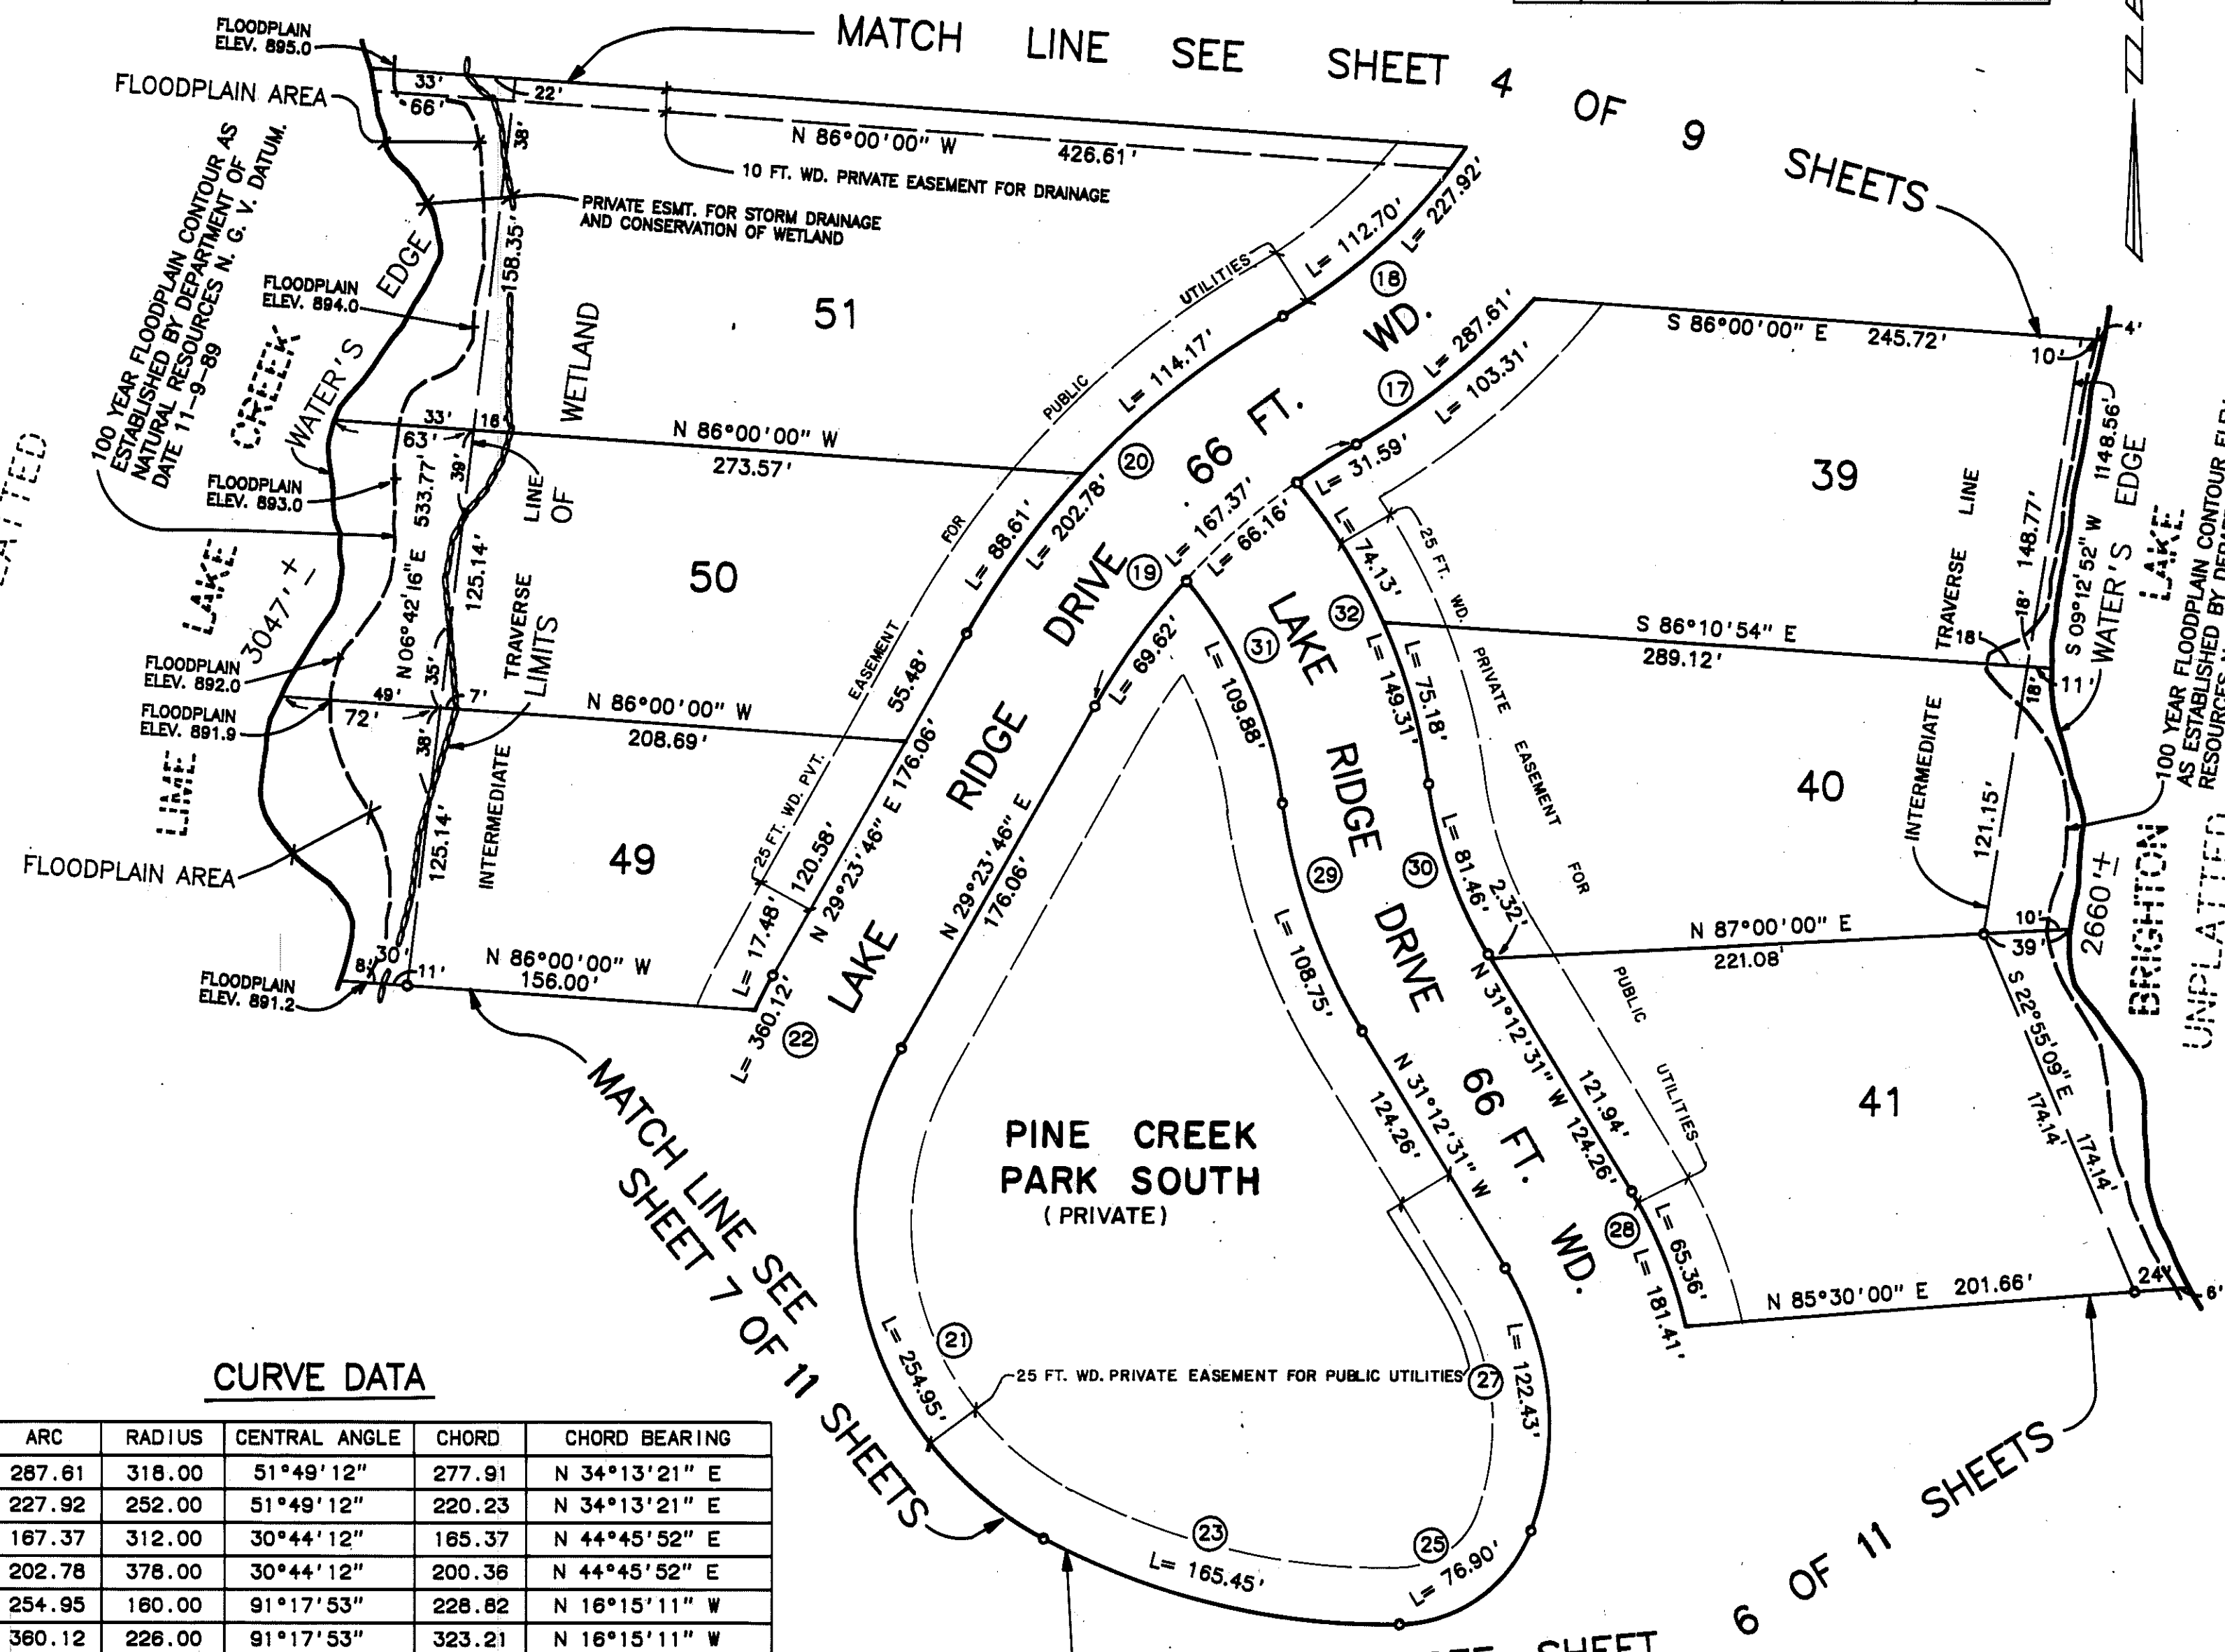 MATCH LINE SEE SHEET 4 OF 9 SHEETS
FLOODPLAIN
ELEV. 895.0
FLOODPLAIN AREA
33'
66'
22'
38'
N 86°00'00" W
426.61'
10 FT. WD. PRIVATE EASEMENT FOR DRAINAGE
PRIVATE ESMT. FOR STORM DRAINAGE
AND CONSERVATION OF WETLAND
100 YEAR FLOODPLAIN CONTOUR AS
ESTABLISHED BY DEPARTMENT OF
NATURAL RESOURCES N. G. V. DATUM.
DATE 11-9-89
FLOODPLAIN
ELEV. 894.0
158.35'
51
WATER'S EDGE
LIME LAKE CREEK
3047'±
LINE OF WETLAND LIMITS
33'
16'
63'
39'
N 86°00'00" W
273.57'
FLOODPLAIN
ELEV. 893.0
533.77'
N 06°42'16" E
125.14'
50
FLOODPLAIN
ELEV. 892.0
FLOODPLAIN
ELEV. 891.9
35'
49'
7'
72'
38'
N 86°00'00" W
208.69'
INTERMEDIATE TRAVERSE
125.14'
49
FLOODPLAIN AREA
30'
8'
11'
N 86°00'00" W
156.00'
FLOODPLAIN
ELEV. 891.2
25 FT. WD. PVT. EASEMENT FOR PUBLIC UTILITIES
L= 227.92'
L= 112.70'
18
L= 114.17'
20
L= 202.78'
L= 88.61'
55.48'
N 29°23'46" E 176.06'
120.58'
L= 17.48'
L= 360.12'
22
LAKE RIDGE DRIVE 66 FT. WD.
L= 287.61'
17
L= 103.31'
L= 31.59'
L= 167.37'
L= 66.16'
19
L= 69.62'
N 29°23'46" E
176.06'
S 86°00'00" E 245.72'
4'
10'
39
1148.56'
S 09°12'52" W
148.77'
WATER'S EDGE
INTERMEDIATE TRAVERSE LINE
18'
18'
18'
11'
L= 74.13'
32
L= 75.18'
L= 149.31'
31
L= 109.88'
S 86°10'54" E
289.12'
25 FT. WD. PRIVATE EASEMENT FOR PUBLIC UTILITIES
LAKE RIDGE DRIVE 66 FT. WD.
40
121.15'
BRIGHTON LAKE
2660'±
UNPLATTED
100 YEAR FLOODPLAIN CONTOUR
AS ESTABLISHED BY
RESOURCES
30
L= 81.46'
2.32'
29
L= 108.75'
N 87°00'00" E
221.08'
10'
39'
S 22°55'09" E
174.14'
174.14'
41
N 31°12'31" W 124.26'
121.94'
N 31°12'31" W
124.26'
28
L= 65.36'
L= 181.41'
N 85°30'00" E 201.66'
24'
6'
PINE CREEK
PARK SOUTH
(PRIVATE)
MATCH LINE SEE
SHEET 7 OF 11 SHEETS
21
L= 254.95'
25 FT. WD. PRIVATE EASEMENT FOR PUBLIC UTILITIES
27
L= 122.43'
23
L= 165.45'
25
L= 76.90'
SHEET 6 OF 11 SHEETS
CURVE DATA
ARC RADIUS CENTRAL ANGLE CHORD CHORD BEARING
287.61 318.00 51°49'12" 277.91 N 34°13'21" E
227.92 252.00 51°49'12" 220.23 N 34°13'21" E
167.37 312.00 30°44'12" 165.37 N 44°45'52" E
202.78 378.00 30°44'12" 200.36 N 44°45'52" E
254.95 160.00 91°17'53" 228.82 N 16°15'11" W
360.12 226.00 91°17'53" 323.21 N 16°15'11" W